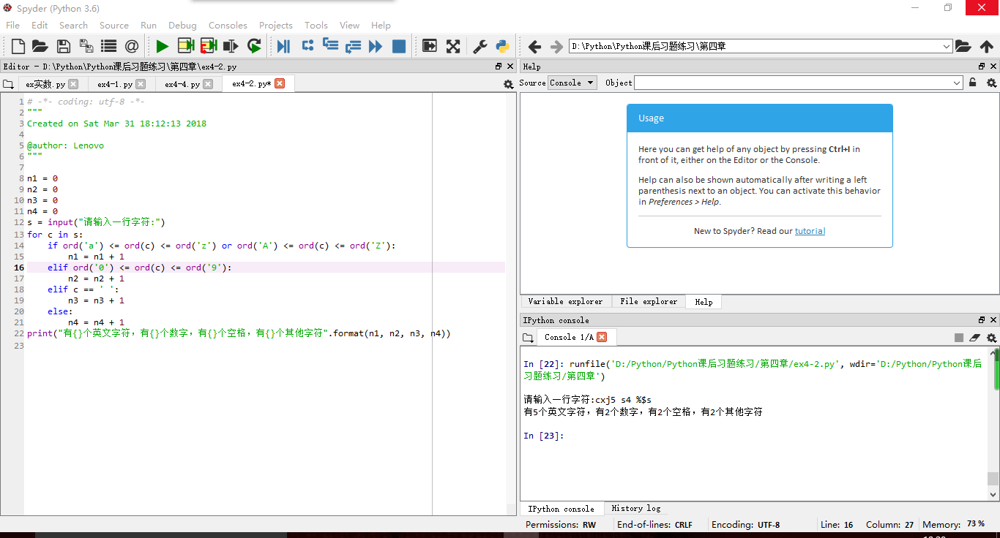 Spyder (Python 3.6)
File Edit Search Source Run Debug Consoles Projects Tools View Help
D:\Python\Python课后习题练习\第四章
Editor - D:\Python\Python课后习题练习\第四章\ex4-2.py
ex实数.py ex4-1.py ex4-4.py ex4-2.py*
1 # -*- coding: utf-8 -*-
2 """
3 Created on Sat Mar 31 18:12:13 2018
4
5 @author: Lenovo
6 """
7
8 n1 = 0
9 n2 = 0
10 n3 = 0
11 n4 = 0
12 s = input("请输入一行字符:")
13 for c in s:
14     if ord('a') <= ord(c) <= ord('z') or ord('A') <= ord(c) <= ord('Z'):
15         n1 = n1 + 1
16     elif ord('0') <= ord(c) <= ord('9'):
17         n2 = n2 + 1
18     elif c == ' ':
19         n3 = n3 + 1
20     else:
21         n4 = n4 + 1
22 print("有{}个英文字符，有{}个数字，有{}个空格，有{}个其他字符".format(n1, n2, n3, n4))
23
Help
Source Console Object
Usage
Here you can get help of any object by pressing Ctrl+I in
front of it, either on the Editor or the Console.
Help can also be shown automatically after writing a left
parenthesis next to an object. You can activate this behavior
in Preferences > Help.
New to Spyder? Read our tutorial
Variable explorer File explorer Help
IPython console
Console 1/A
In [22]: runfile('D:/Python/Python课后习题练习/第四章/ex4-2.py', wdir='D:/Python/Python课后
习题练习/第四章')
请输入一行字符:cxj5 s4 %$s
有5个英文字符，有2个数字，有2个空格，有2个其他字符
In [23]:
IPython console History log
Permissions: RW End-of-lines: CRLF Encoding: UTF-8 Line: 16 Column: 27 Memory: 73 %